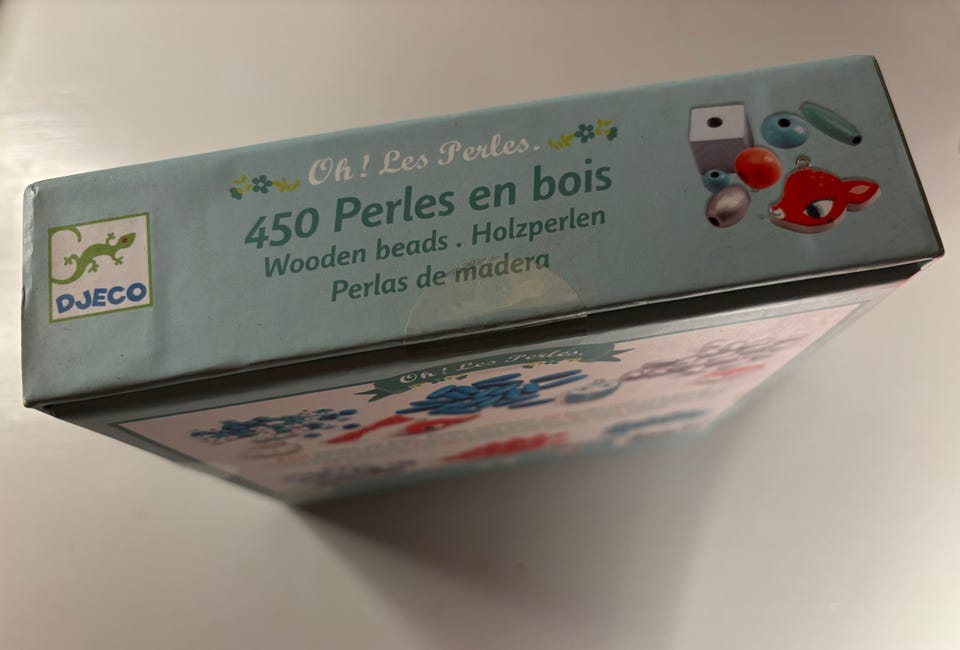 Oh! Les Perles.
450 Perles en bois
Wooden beads . Holzperlen
Perlas de madera
DJECO
Oh! Les Perles.